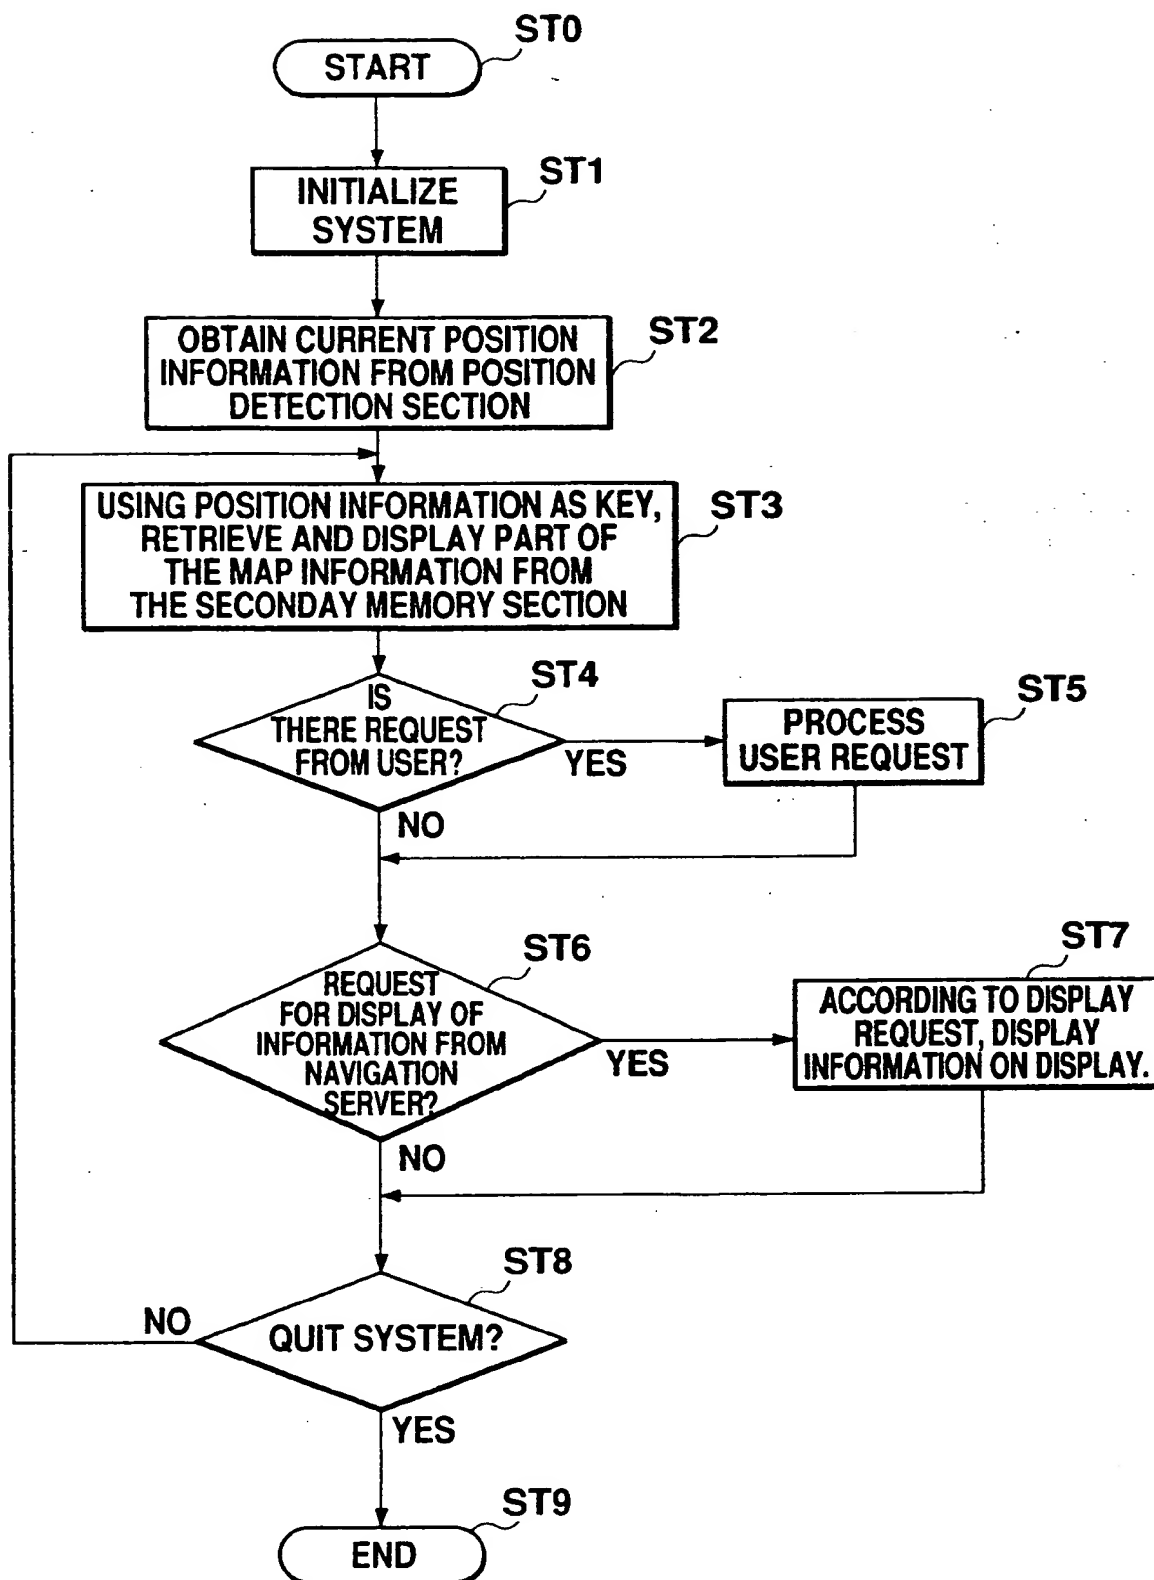 ST0
START
ST1
INITIALIZE
SYSTEM
ST2
OBTAIN CURRENT POSITION
INFORMATION FROM POSITION
DETECTION SECTION
ST3
USING POSITION INFORMATION AS KEY,
RETRIEVE AND DISPLAY PART OF
THE MAP INFORMATION FROM
THE SECONDAY MEMORY SECTION
ST4
IS
THERE REQUEST
FROM USER?
YES
NO
ST5
PROCESS
USER REQUEST
ST6
REQUEST
FOR DISPLAY OF
INFORMATION FROM
NAVIGATION
SERVER?
YES
NO
ST7
ACCORDING TO DISPLAY
REQUEST, DISPLAY
INFORMATION ON DISPLAY.
ST8
QUIT SYSTEM?
NO
YES
ST9
END